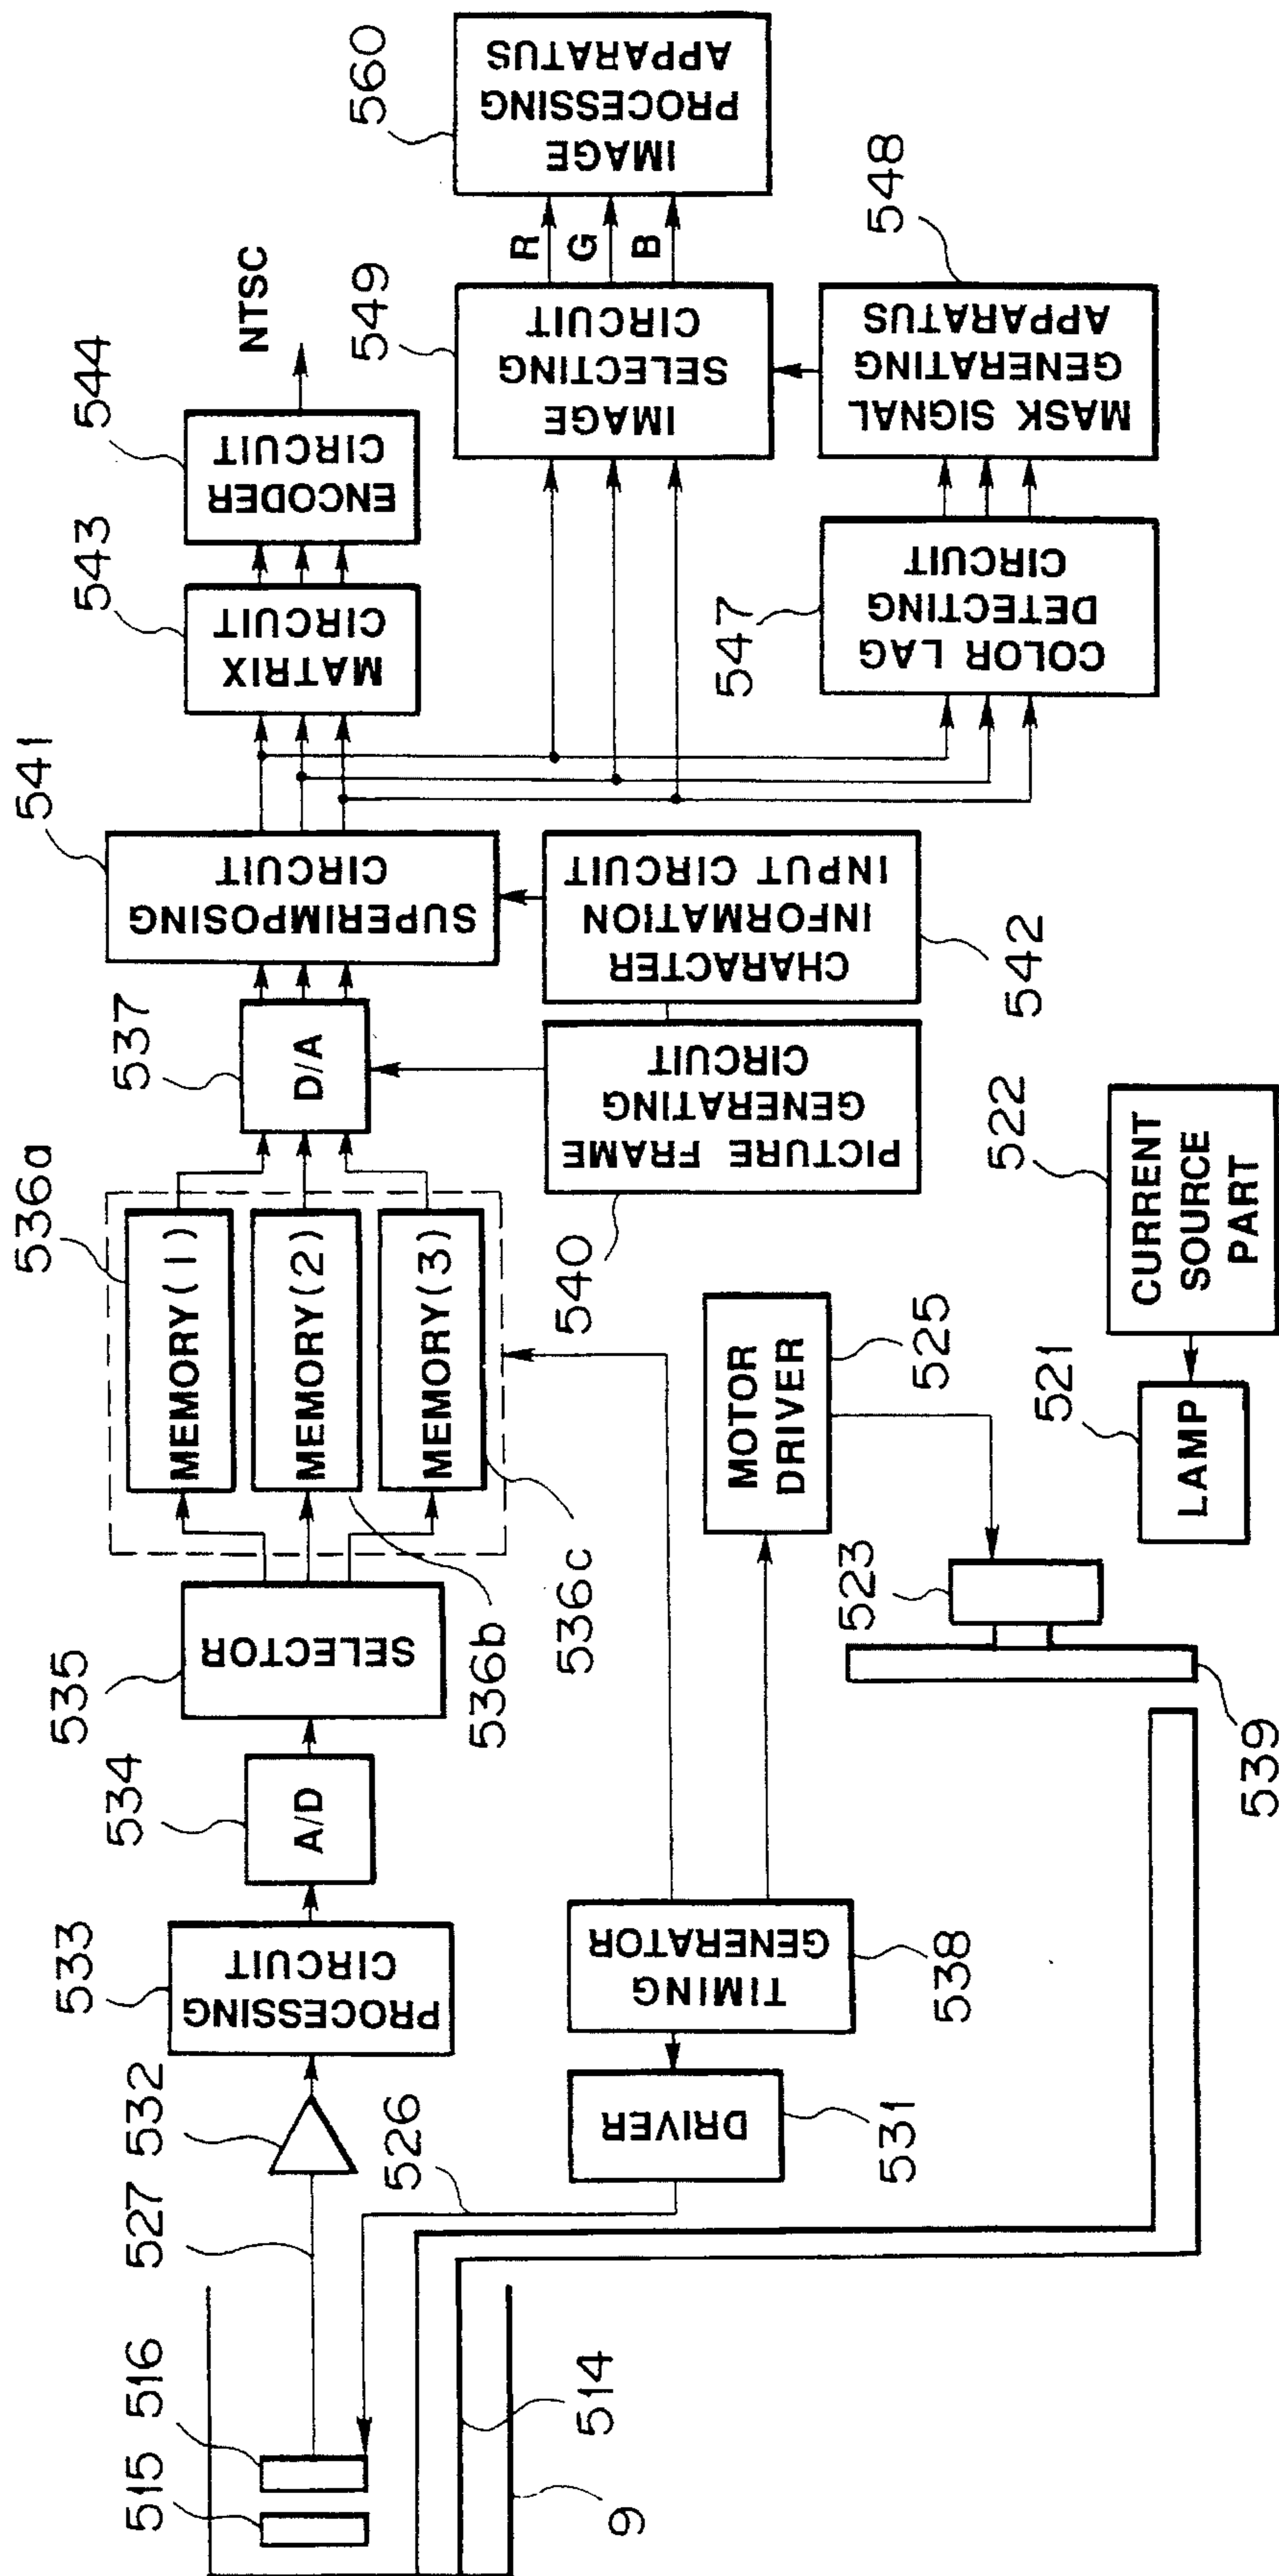 515
516
527
532
533
534
535
536a
537
541
543
544
NTSC
549
560
PROCESSING
CIRCUIT
A/D
SELECTOR
MEMORY(1)
MEMORY(2)
MEMORY(3)
D/A
SUPERIMPOSING
CIRCUIT
MATRIX
CIRCUIT
ENCODER
CIRCUIT
IMAGE
SELECTING
CIRCUIT
R
G
B
IMAGE
PROCESSING
APPARATUS
9
514
526
DRIVER
531
TIMING
GENERATOR
538
536b
536c
540
PICTURE FRAME
GENERATING
CIRCUIT
CHARACTER
INFORMATION
INPUT CIRCUIT
542
547
COLOR LAG
DETECTING
CIRCUIT
MASK SIGNAL
GENERATING
APPARATUS
548
MOTOR
DRIVER
525
523
539
521
LAMP
522
CURRENT
SOURCE
PART